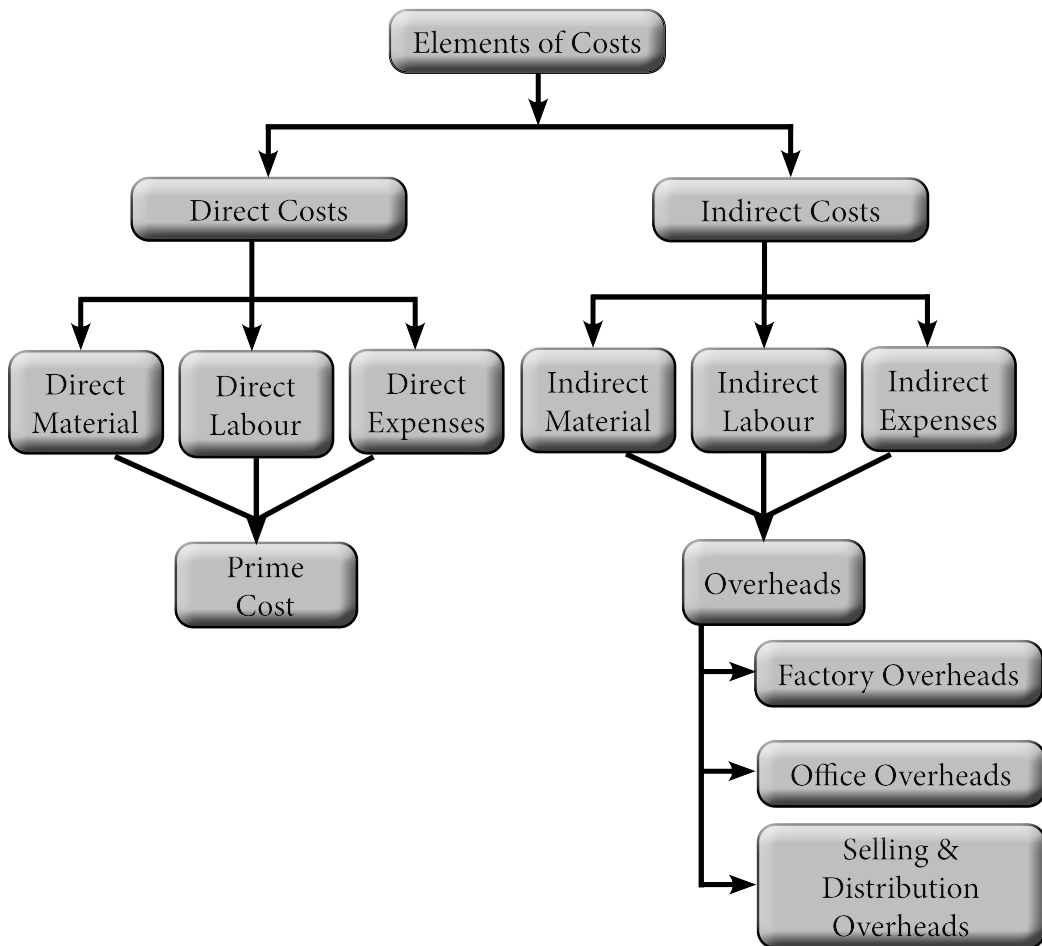 Elements of Costs
Direct Costs
Indirect Costs
Direct
Material
Direct
Labour
Direct
Expenses
Indirect
Material
Indirect
Labour
Indirect
Expenses
Prime
Cost
Overheads
Factory Overheads
Office Overheads
Selling &
Distribution
Overheads